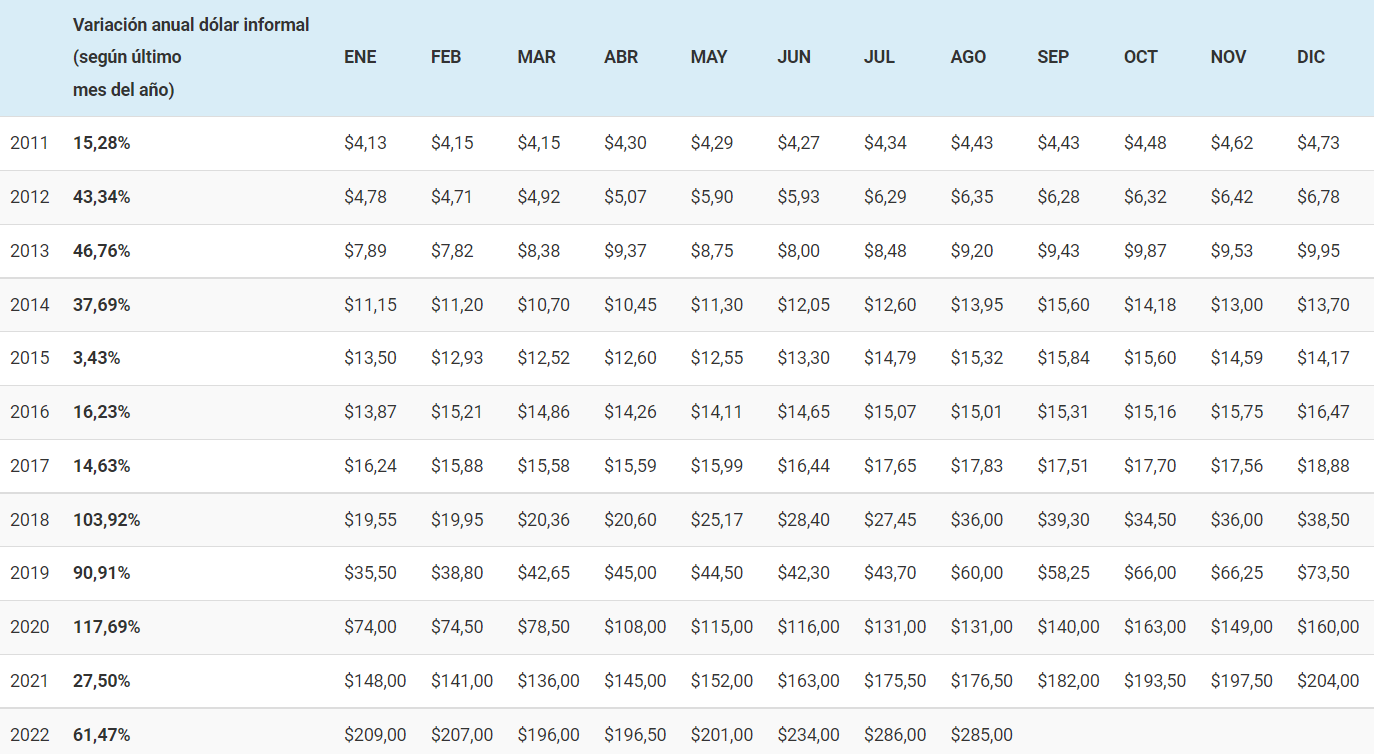 Variación anual dólar informal
(según último
mes del año)
ENE FEB MAR ABR MAY JUN JUL AGO SEP OCT NOV DIC
2011 15,28% $4,13 $4,15 $4,15 $4,30 $4,29 $4,27 $4,34 $4,43 $4,43 $4,48 $4,62 $4,73
2012 43,34% $4,78 $4,71 $4,92 $5,07 $5,90 $5,93 $6,29 $6,35 $6,28 $6,32 $6,42 $6,78
2013 46,76% $7,89 $7,82 $8,38 $9,37 $8,75 $8,00 $8,48 $9,20 $9,43 $9,87 $9,53 $9,95
2014 37,69% $11,15 $11,20 $10,70 $10,45 $11,30 $12,05 $12,60 $13,95 $15,60 $14,18 $13,00 $13,70
2015 3,43% $13,50 $12,93 $12,52 $12,60 $12,55 $13,30 $14,79 $15,32 $15,84 $15,60 $14,59 $14,17
2016 16,23% $13,87 $15,21 $14,86 $14,26 $14,11 $14,65 $15,07 $15,01 $15,31 $15,16 $15,75 $16,47
2017 14,63% $16,24 $15,88 $15,58 $15,59 $15,99 $16,44 $17,65 $17,83 $17,51 $17,70 $17,56 $18,88
2018 103,92% $19,55 $19,95 $20,36 $20,60 $25,17 $28,40 $27,45 $36,00 $39,30 $34,50 $36,00 $38,50
2019 90,91% $35,50 $38,80 $42,65 $45,00 $44,50 $42,30 $43,70 $60,00 $58,25 $66,00 $66,25 $73,50
2020 117,69% $74,00 $74,50 $78,50 $108,00 $115,00 $116,00 $131,00 $131,00 $140,00 $163,00 $149,00 $160,00
2021 27,50% $148,00 $141,00 $136,00 $145,00 $152,00 $163,00 $175,50 $176,50 $182,00 $193,50 $197,50 $204,00
2022 61,47% $209,00 $207,00 $196,00 $196,50 $201,00 $234,00 $286,00 $285,00